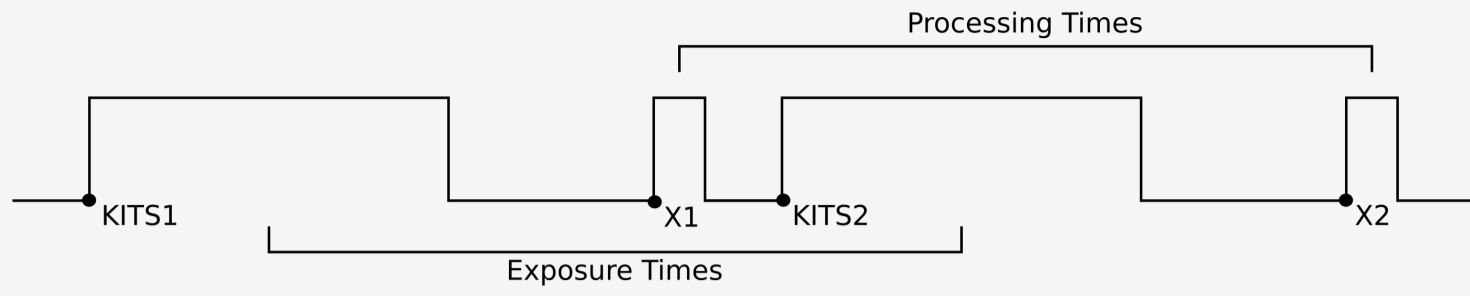 Processing Times
KITS1
X1
KITS2
X2
Exposure Times